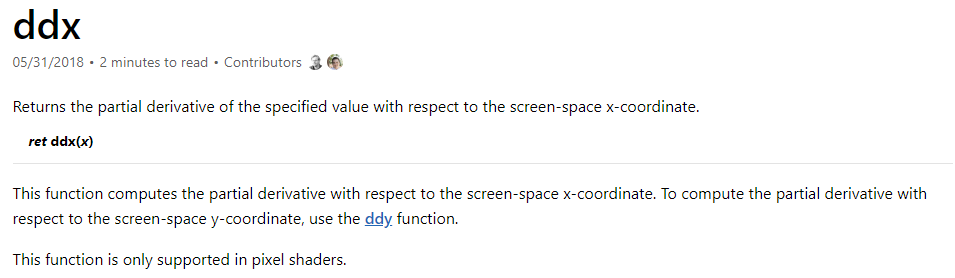 ddx
05/31/2018 • 2 minutes to read • Contributors
Returns the partial derivative of the specified value with respect to the screen-space x-coordinate.
ret ddx(x)
This function computes the partial derivative with respect to the screen-space x-coordinate. To compute the partial derivative with
respect to the screen-space y-coordinate, use the ddy function.
This function is only supported in pixel shaders.